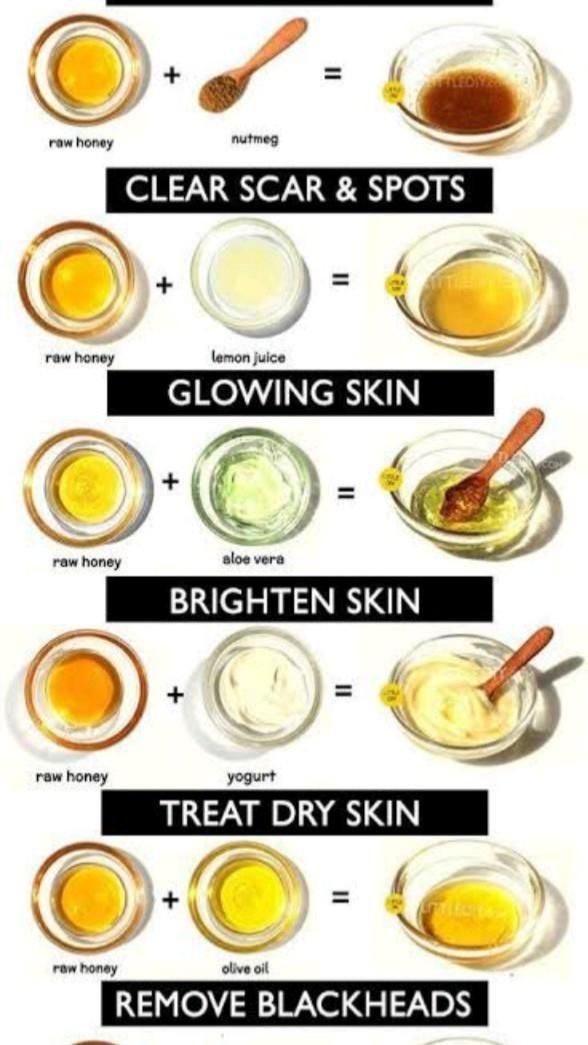 raw honey
nutmeg
CLEAR SCAR & SPOTS
raw honey
lemon juice
GLOWING SKIN
raw honey
aloe vera
BRIGHTEN SKIN
raw honey
yogurt
TREAT DRY SKIN
raw honey
olive oil
REMOVE BLACKHEADS